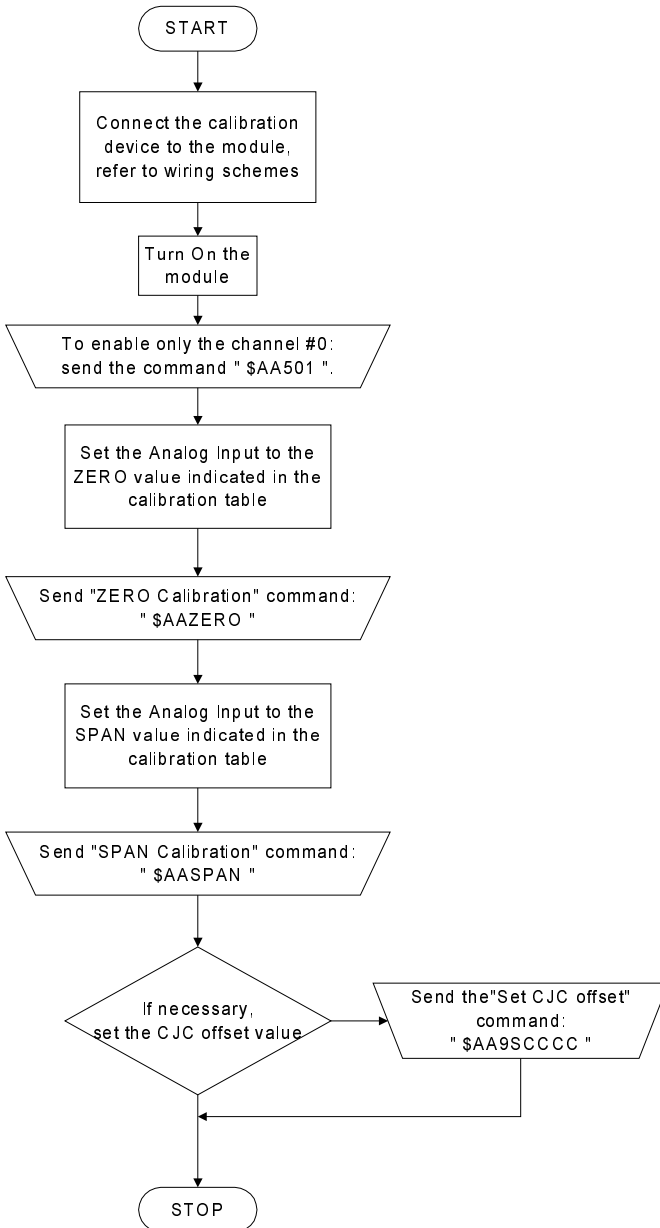 START
Connect the calibration
device to the module,
refer to wiring schemes
Turn On the
module
To enable only the channel #0:
send the command " $AA501 ".
Set the Analog Input to the
ZERO value indicated in the
calibration table
Send "ZERO Calibration" command:
" $AAZERO "
Set the Analog Input to the
SPAN value indicated in the
calibration table
Send "SPAN Calibration" command:
" $AASPAN "
If necessary,
set the CJC offset value
Send the"Set CJC offset"
command:
" $AA9SCCCC "
STOP